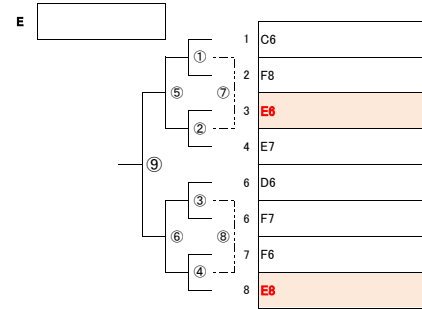 E
1 C6
①
2 F8
⑤ ⑦
3 E6
②
4 E7
⑨
6 D6
③
6 F7
⑥ ⑧
7 F6
④
8 E8